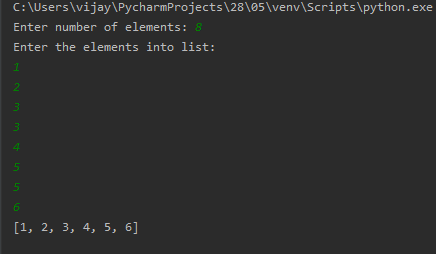 C:\Users\vijay\PycharmProjects\28\05\venv\Scripts\python.exe
Enter number of elements: 8
Enter the elements into list:
1
2
3
3
4
5
5
6
[1, 2, 3, 4, 5, 6]